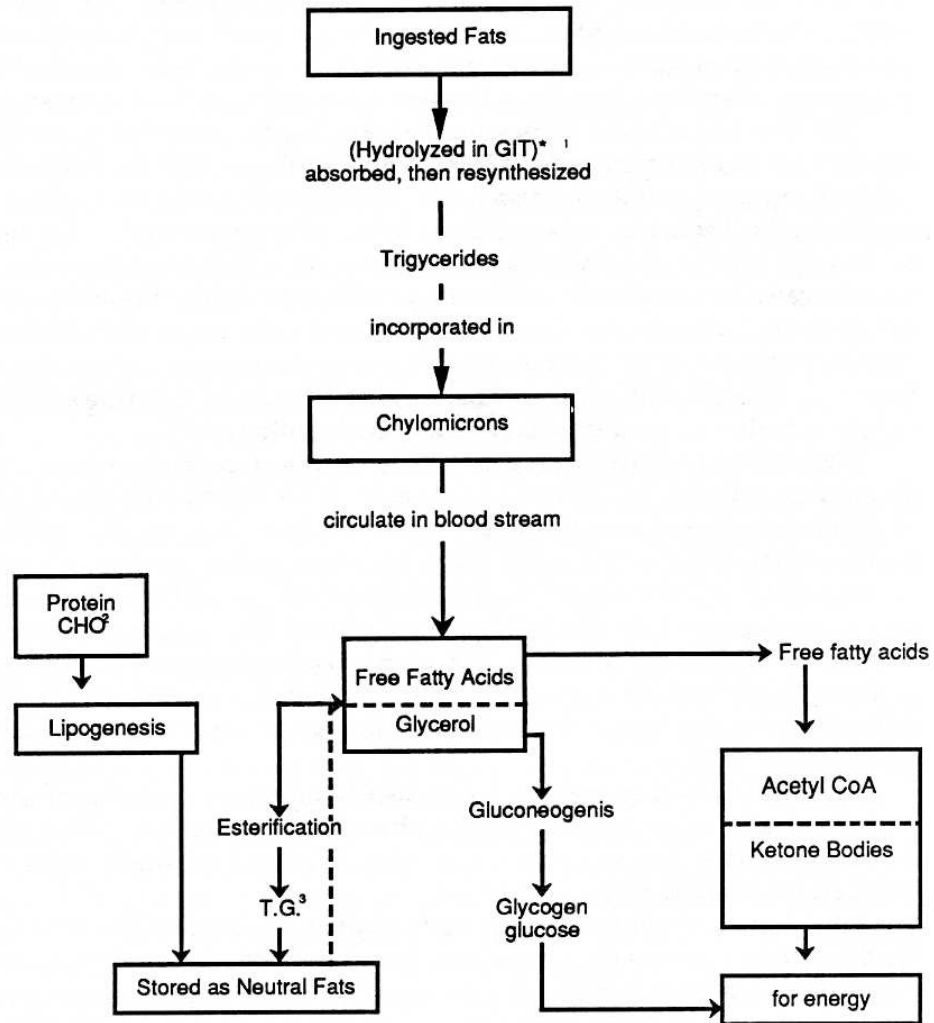 Ingested Fats
(Hydrolyzed in GIT)* 1
absorbed, then resynthesized
Trigycerides
incorporated in
Chylomicrons
circulate in blood stream
Protein
CHO²
Lipogenesis
Free Fatty Acids
Glycerol
Free fatty acids
Esterification
T.G.³
Stored as Neutral Fats
Gluconeogenis
Glycogen
glucose
Acetyl CoA
Ketone Bodies
for energy